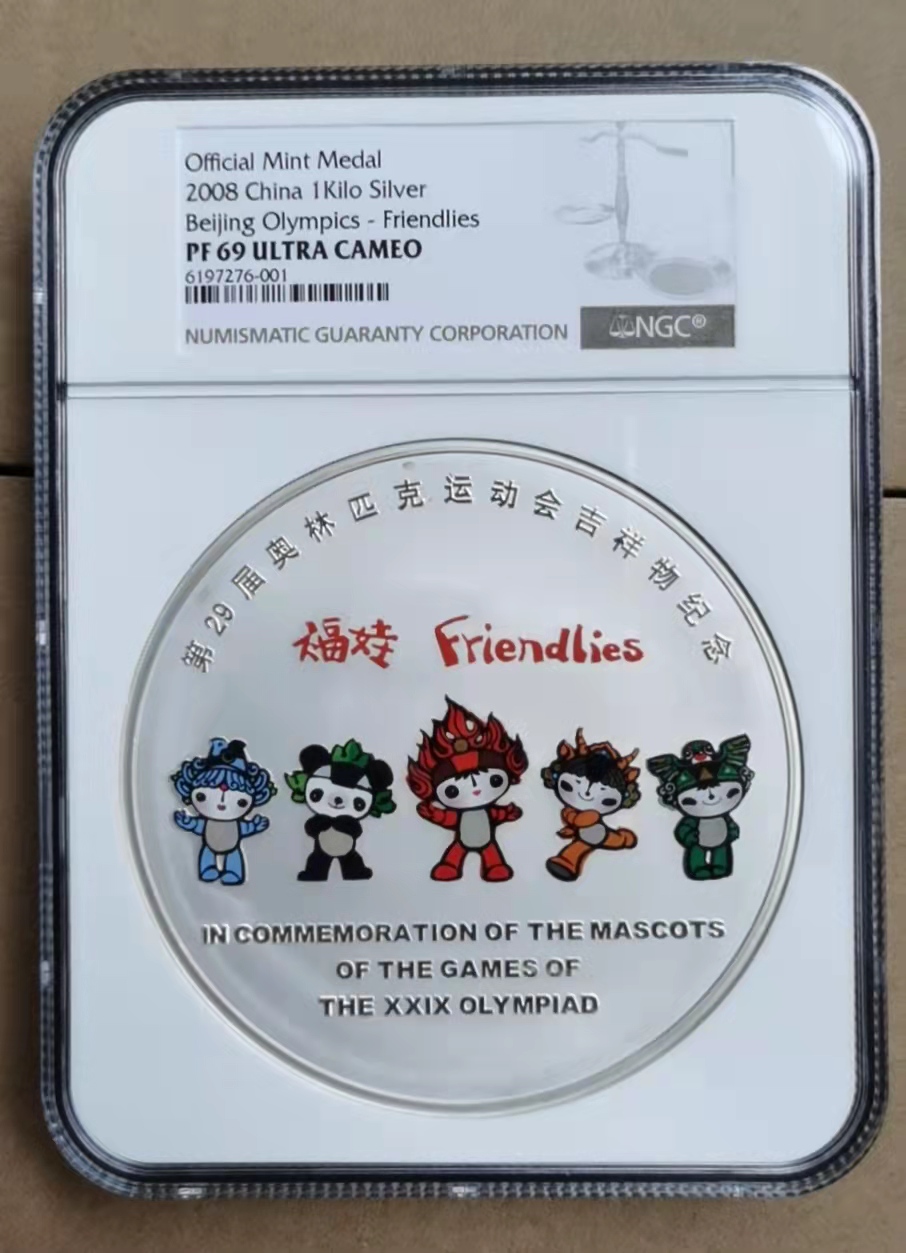 Official Mint Medal
2008 China 1Kilo Silver
Beijing Olympics - Friendlies
PF 69 ULTRA CAMEO
6197276-001
NUMISMATIC GUARANTY CORPORATION
NGC®
第29届奥林匹克运动会吉祥物纪念
福娃 Friendlies
IN COMMEMORATION OF THE MASCOTS
OF THE GAMES OF
THE XXIX OLYMPIAD